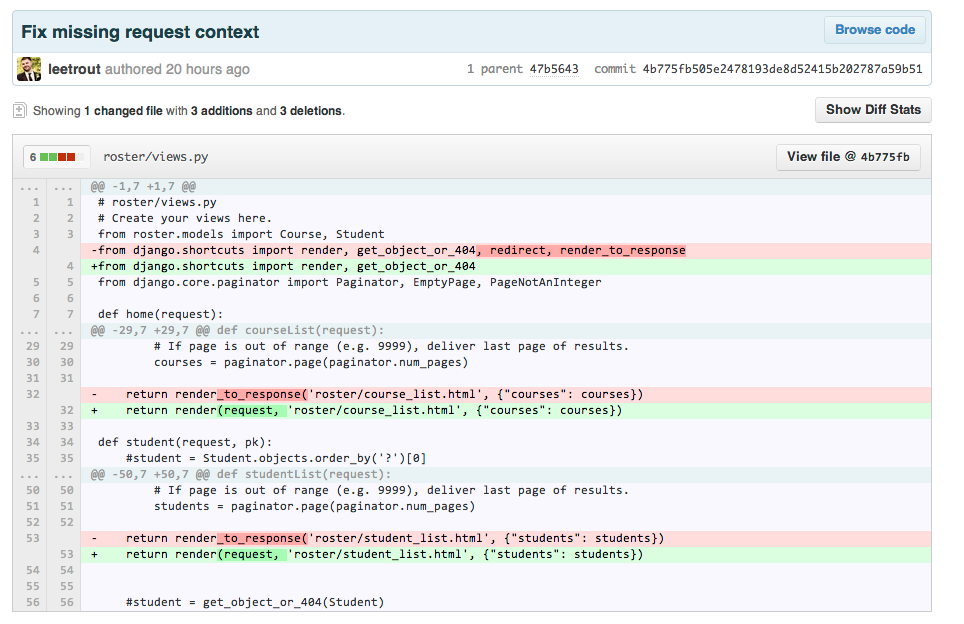 Fix missing request context
Browse code
leetrout authored 20 hours ago
1 parent 47b5643 commit 4b775fb505e2478193de8d52415b202787a59b51
Showing 1 changed file with 3 additions and 3 deletions.
Show Diff Stats
6 roster/views.py
View file @ 4b775fb
... ... @@ -1,7 +1,7 @@
1 1 # roster/views.py
2 2 # Create your views here.
3 3 from roster.models import Course, Student
4 -from django.shortcuts import render, get_object_or_404, redirect, render_to_response
4 +from django.shortcuts import render, get_object_or_404
5 5 from django.core.paginator import Paginator, EmptyPage, PageNotAnInteger
6 6
7 7 def home(request):
... ... @@ -29,7 +29,7 @@ def courseList(request):
29 29 # If page is out of range (e.g. 9999), deliver last page of results.
30 30 courses = paginator.page(paginator.num_pages)
31 31
32 - return render_to_response('roster/course_list.html', {"courses": courses})
32 + return render(request, 'roster/course_list.html', {"courses": courses})
33 33
34 34 def student(request, pk):
35 35 #student = Student.objects.order_by('?')[0]
... ... @@ -50,7 +50,7 @@ def studentList(request):
50 50 # If page is out of range (e.g. 9999), deliver last page of results.
51 51 students = paginator.page(paginator.num_pages)
52 52
53 - return render_to_response('roster/student_list.html', {"students": students})
53 + return render(request, 'roster/student_list.html', {"students": students})
54 54
55 55
56 56 #student = get_object_or_404(Student)